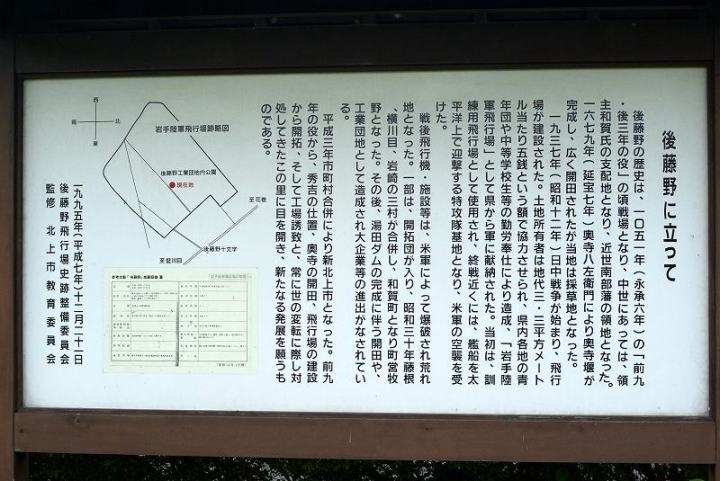 後藤野に立って
後藤野の歴史は、一〇五一年（永承六年）の「前九
・後三年の役」の頃戦場となり、中世にあっては、領
主和賀氏の支配地となり、近世南部藩の領地となった。
一六七九年（延宝七年）奥寺八左衛門により奥寺堰が
完成し、広く開田されたが当地は採草地となった。
一九三七年（昭和十二年）日中戦争が始まり、飛行
場が建設された。土地所有者は地代三・三平方メート
ル当たり五銭という額で協力させられ、県内各地の青
年団や中等学校生等の勤労奉仕により造成、「岩手陸
軍飛行場」として県から軍に献納された。当初は、訓
練用飛行場として使用され、終戦近くには、艦船を太
平洋上で迎撃する特攻隊基地となり、米軍の空襲を受
けた。
戦後飛行機・施設等は、米軍によって爆破され荒れ
地となった。一部は、開拓団が入り、昭和三十年藤根
、横川目、岩崎の三村が合併し、和賀町となり町営牧
野となった。その後、湯田ダムの完成に伴う開田や、
工業団地として造成され大企業等の進出がなされてい
る。
平成三年市町村合併により新北上市となった。前九
年の役から、秀吉の仕置、奥寺の開田、飛行場の建設
から開拓、そして工場誘致と、常に世の変転に際し対
処してきたこの里に目を開き、新たなる発展を願うも
のである。
一九九五年（平成七年）十二月二十一日
後藤野飛行場史跡整備委員会
監修　北上市教育委員会
西
南
北
東
岩手陸軍飛行場跡略図
後藤野工業団地内公園
現在地
至花巻
後藤野十文字
至竪川目